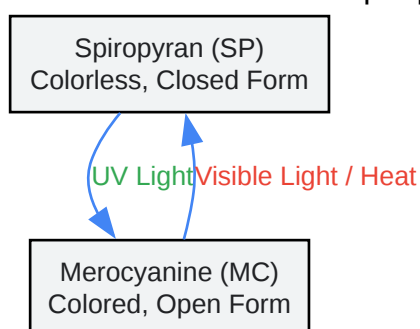 Spiropyran (SP)
Colorless, Closed Form
UV Light
Visible Light / Heat
Merocyanine (MC)
Colored, Open Form